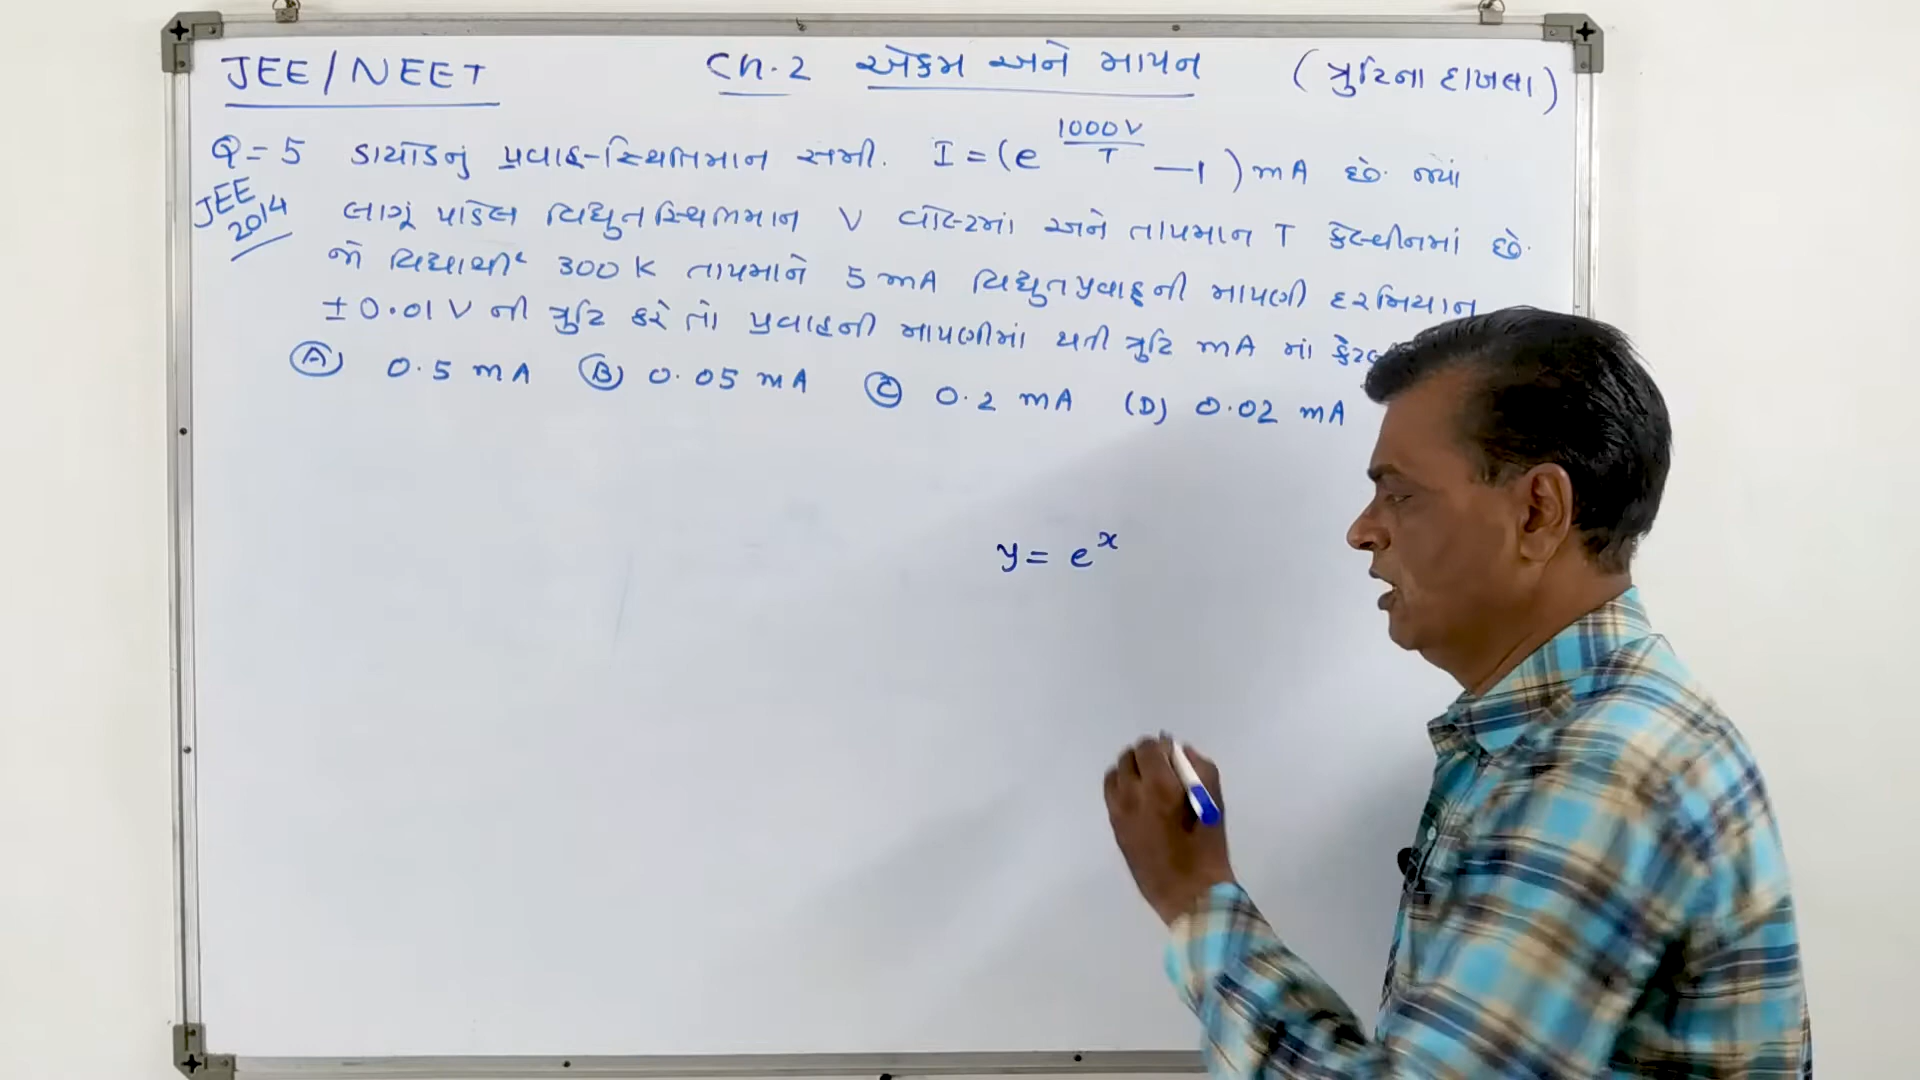 JEE/NEET
Ch.2 એકમ અને માપન
(ત્રુટિના દાખલા)
Q=5 ડાયોડનું પ્રવાહ-સ્થિતિમાન સમી. I=(e^(1000V/T) -1) mA છે. જ્યાં
JEE 2014
લાગું પાડેલ વિદ્યુતસ્થિતિમાન V વોલ્ટમાં અને તાપમાન T કેલ્વીનમાં છે.
જો વિદ્યાર્થી 300 K તાપમાને 5 mA વિદ્યુતપ્રવાહની માપણી દરમિયાન
±0.01 V ની ત્રુટિ કરે તો પ્રવાહની માપણીમાં થતી ત્રુટિ mA માં
(A) 0.5 mA (B) 0.05 mA (C) 0.2 mA (D) 0.02 mA
y = e^x